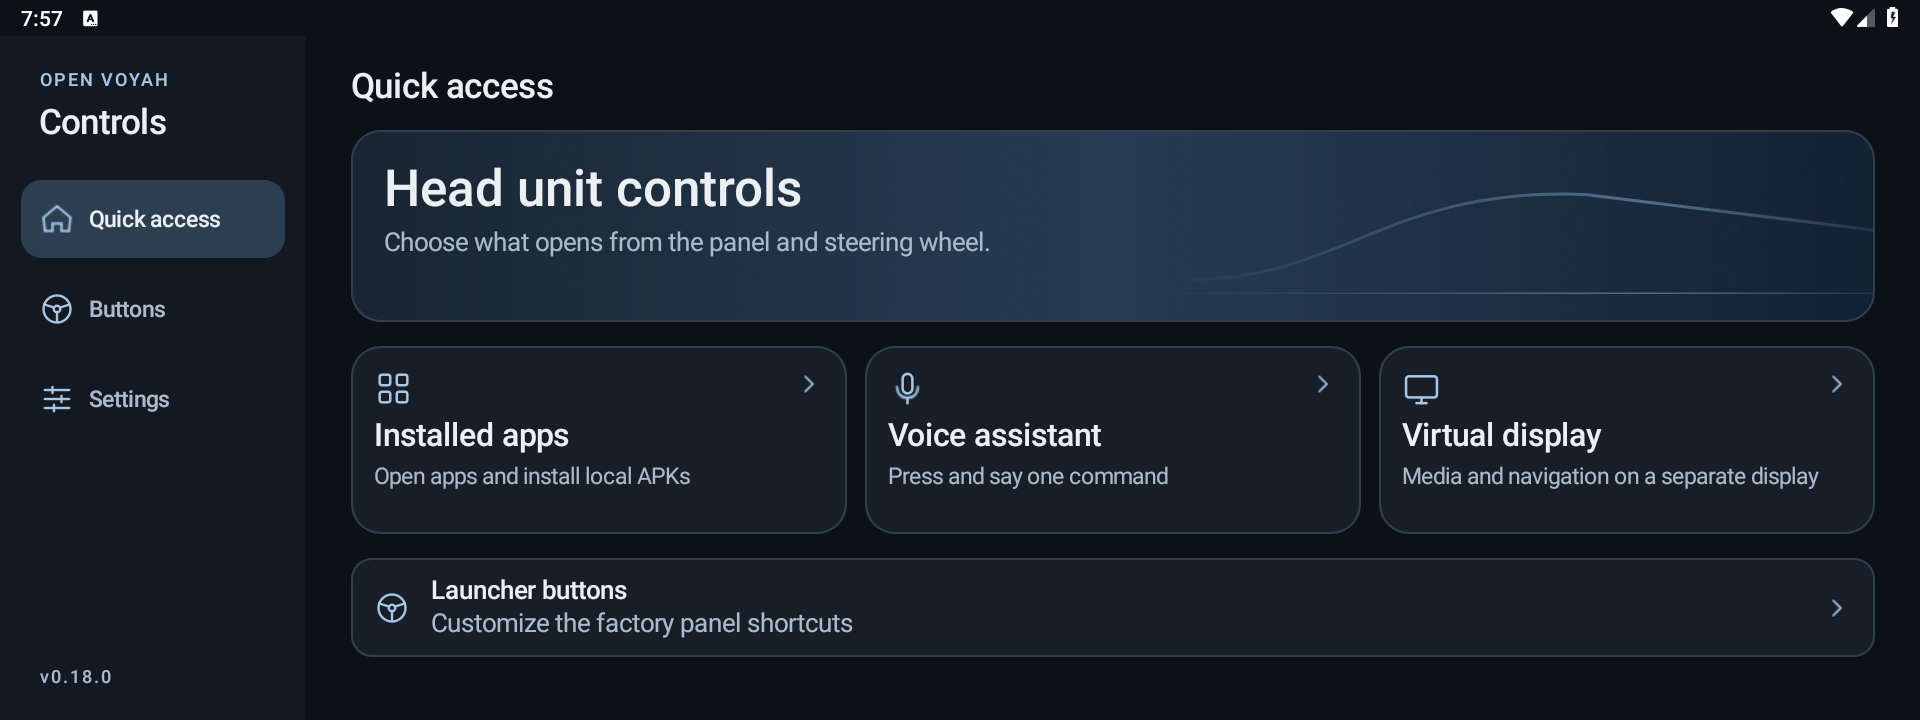 7:57
OPEN VOYAH
Controls
Quick access
Buttons
Settings
v0.18.0
Quick access
Head unit controls
Choose what opens from the panel and steering wheel.
Installed apps
Open apps and install local APKs
Voice assistant
Press and say one command
Virtual display
Media and navigation on a separate display
Launcher buttons
Customize the factory panel shortcuts